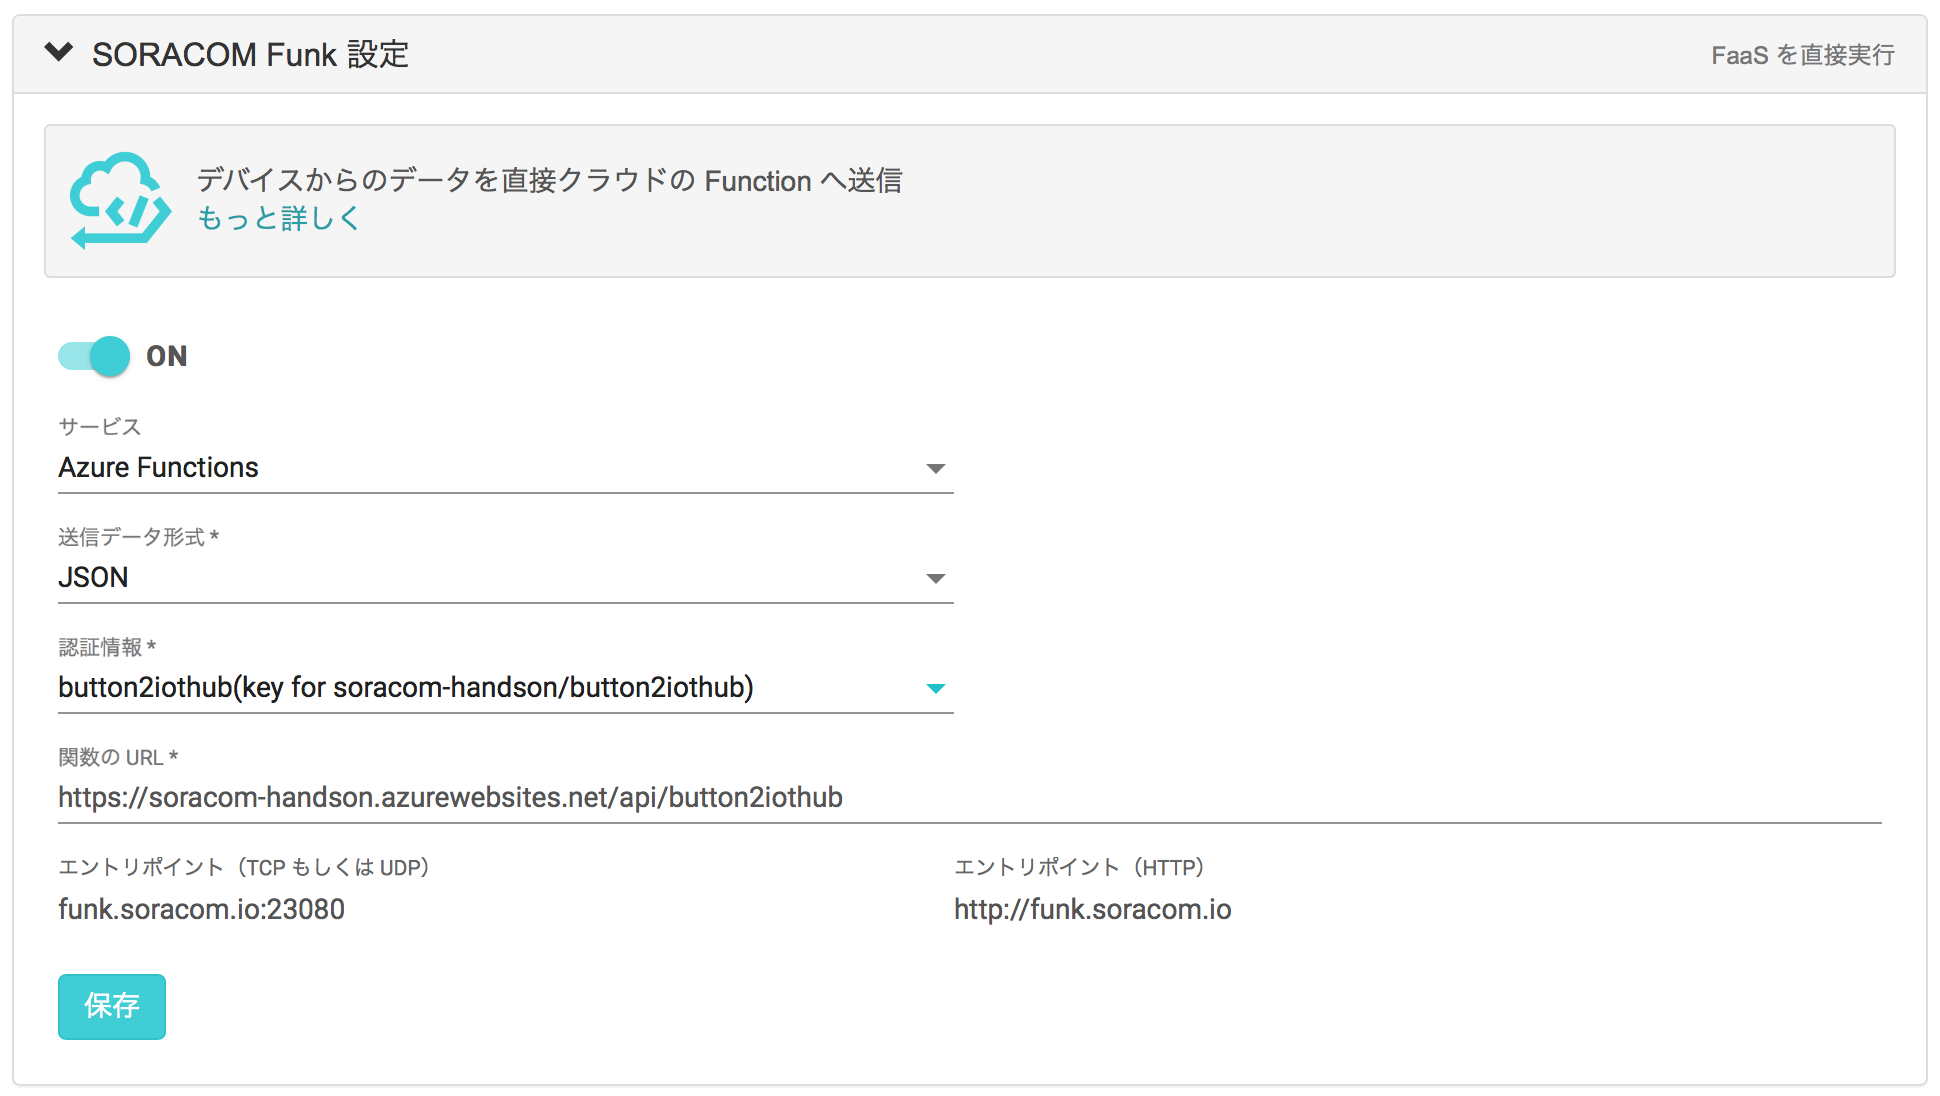 SORACOM Funk 設定
FaaS を直接実行
デバイスからのデータを直接クラウドの Function へ送信
もっと詳しく
ON
サービス
Azure Functions
送信データ形式 *
JSON
認証情報 *
button2iothub(key for soracom-handson/button2iothub)
関数の URL *
https://soracom-handson.azurewebsites.net/api/button2iothub
エントリポイント（TCP もしくは UDP）
funk.soracom.io:23080
エントリポイント（HTTP）
http://funk.soracom.io
保存